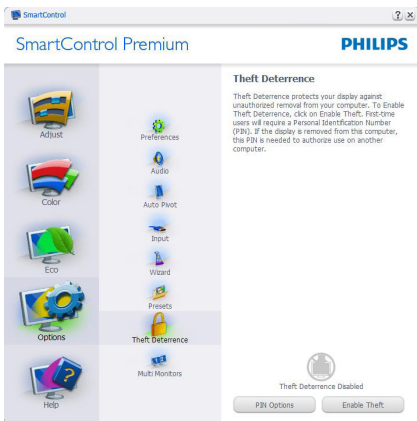 SmartControl
? ×
SmartControl Premium
PHILIPS
Adjust
Color
Eco
Options
Help
Preferences
Audio
Auto Pivot
Input
Wizard
Presets
Theft Deterrence
Multi Monitors
Theft Deterrence
Theft Deterrence protects your display against
unauthorized removal from your computer. To Enable
Theft Deterrence, click on Enable Theft. First-time
users will require a Personal Identification Number
(PIN). If the display is removed from this computer,
this PIN is needed to authorize use on another
computer.
Theft Deterrence Disabled
PIN Options
Enable Theft